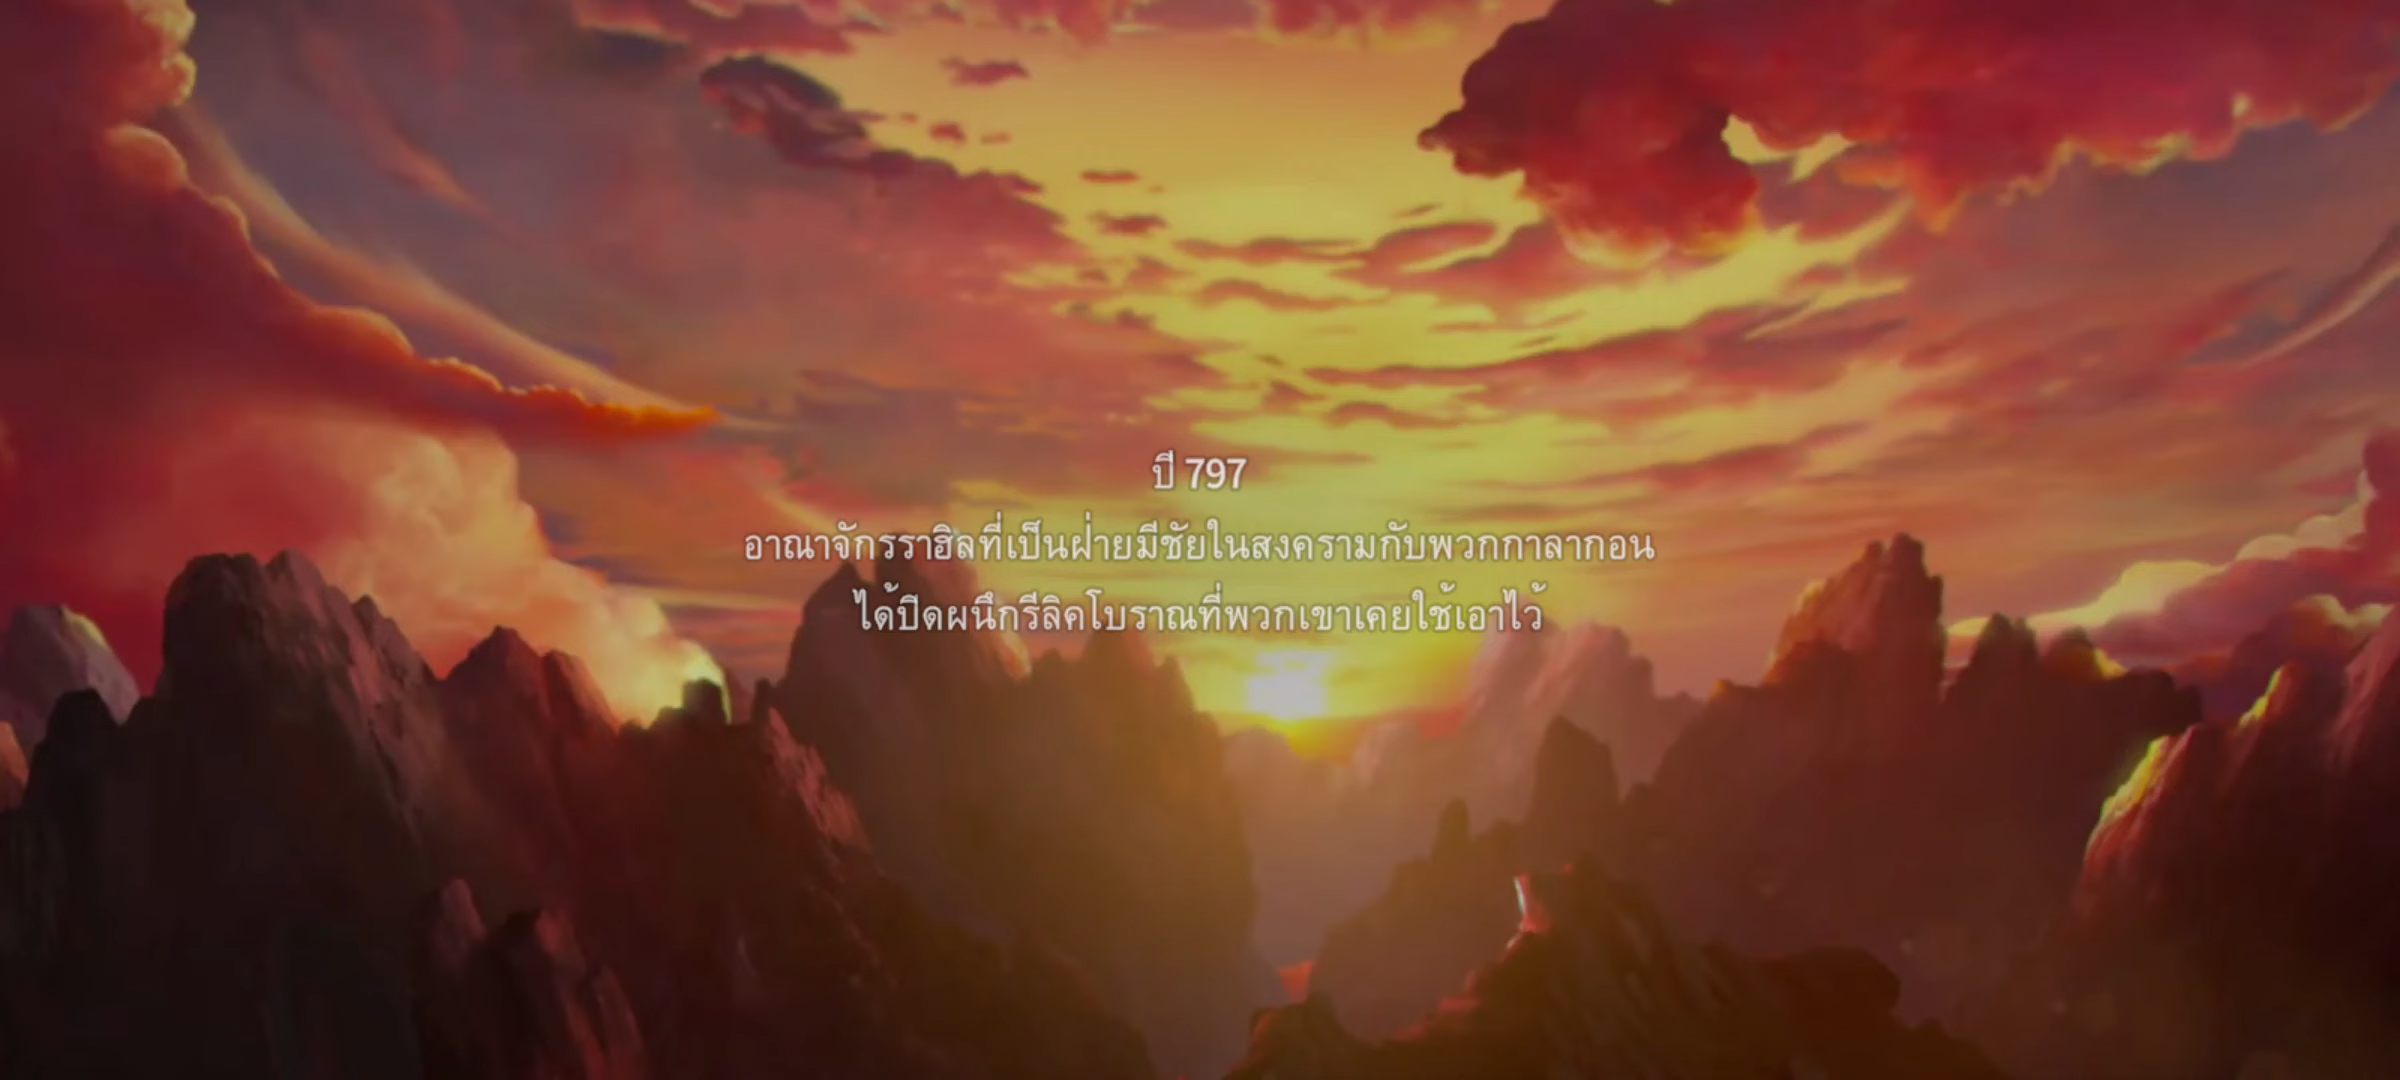 ปี 797
อาณาจักรราฮิลที่เป็นฝ่ายมีชัยในสงครามกับพวกกาลากอน
ได้ปิดผนึกรีลิคโบราณที่พวกเขาเคยใช้เอาไว้